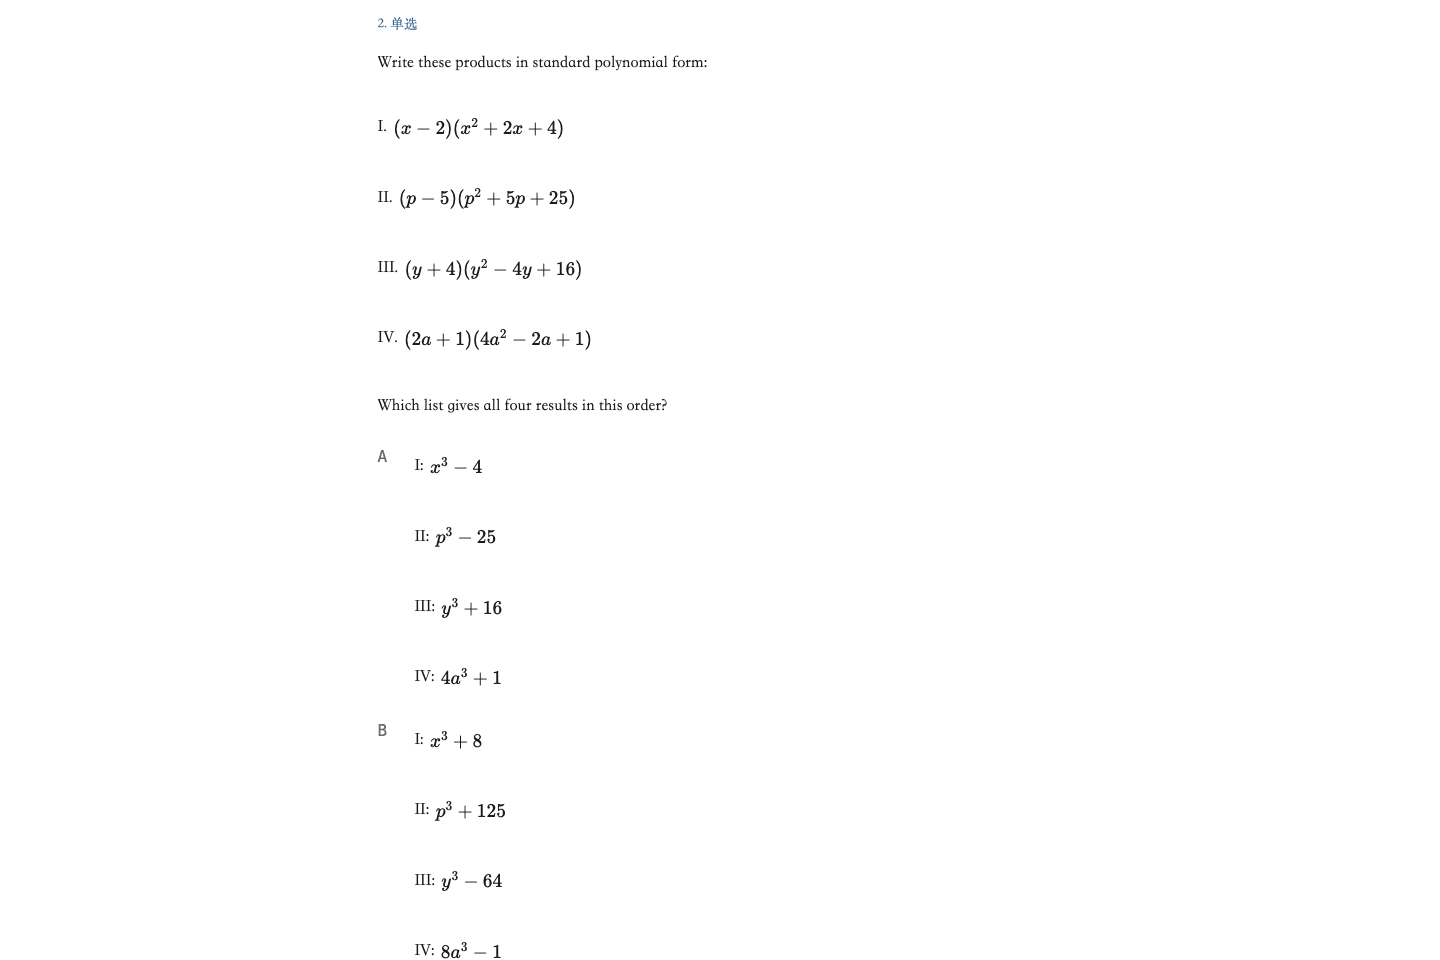 2. 单选
Write these products in standard polynomial form:
I. (x − 2)(x² + 2x + 4)
II. (p − 5)(p² + 5p + 25)
III. (y + 4)(y² − 4y + 16)
IV. (2a + 1)(4a² − 2a + 1)
Which list gives all four results in this order?
A
I: x³ − 4
II: p³ − 25
III: y³ + 16
IV: 4a³ + 1
B
I: x³ + 8
II: p³ + 125
III: y³ − 64
IV: 8a³ − 1